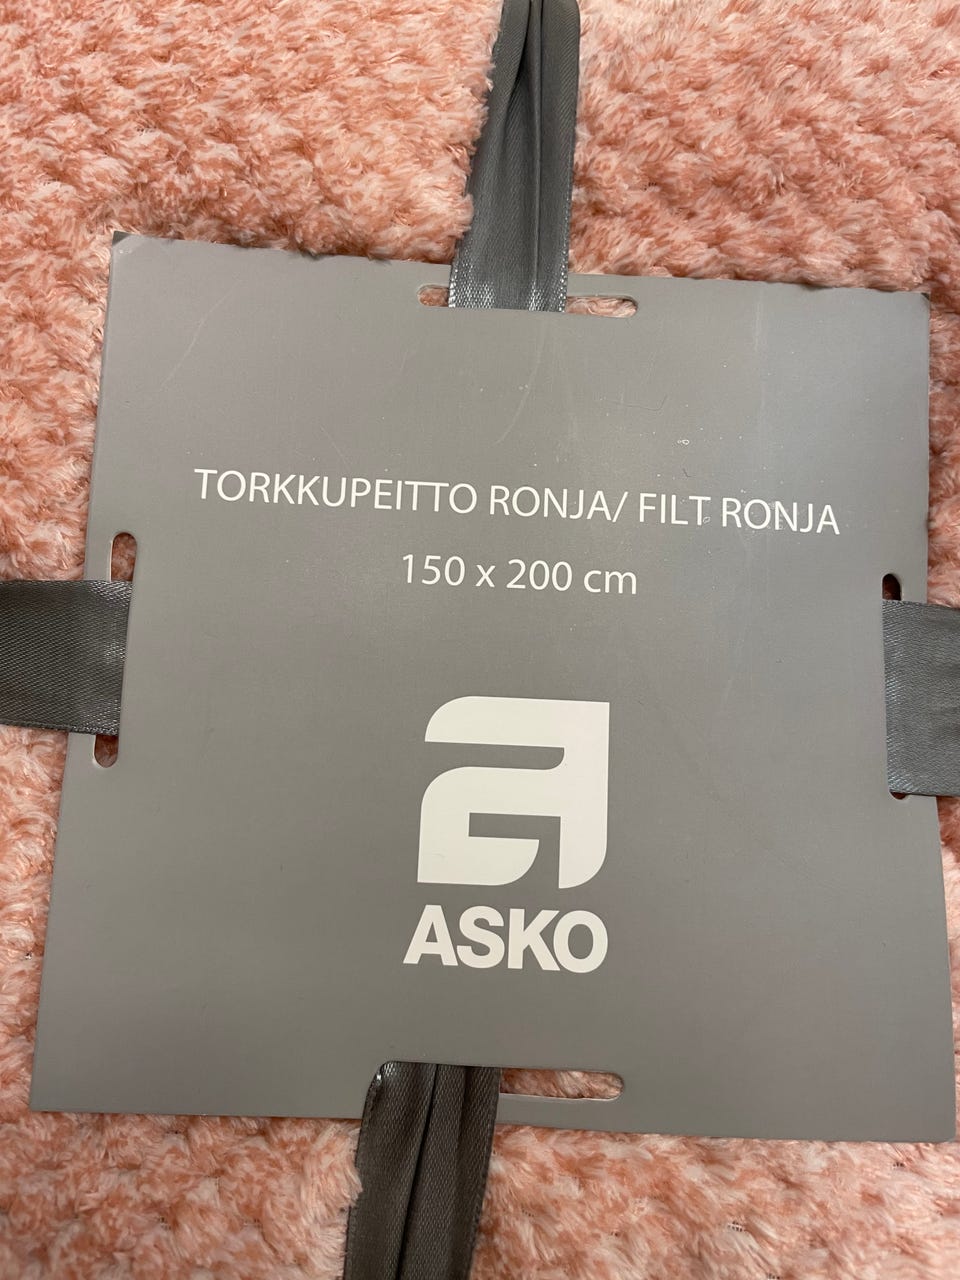 TORKKUPEITTO RONJA/ FILT RONJA
150 x 200 cm
ASKO